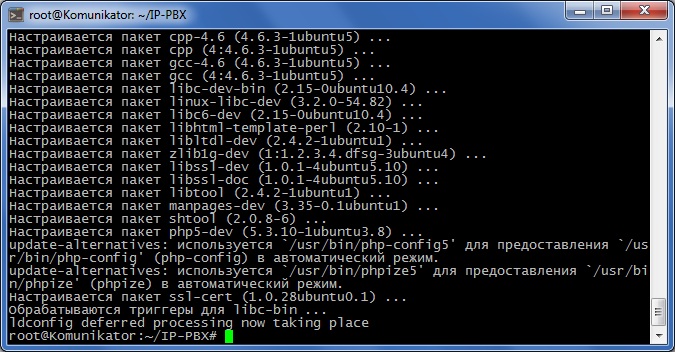 root@Komunikator: ~/IP-PBX
Настраивается пакет cpp-4.6 (4.6.3-1ubuntu5) ...
Настраивается пакет cpp (4:4.6.3-1ubuntu5) ...
Настраивается пакет gcc-4.6 (4.6.3-1ubuntu5) ...
Настраивается пакет gcc (4:4.6.3-1ubuntu5) ...
Настраивается пакет libc-dev-bin (2.15-0ubuntu10.4) ...
Настраивается пакет linux-libc-dev (3.2.0-54.82) ...
Настраивается пакет libc6-dev (2.15-0ubuntu10.4) ...
Настраивается пакет libhtml-template-perl (2.10-1) ...
Настраивается пакет libltdl-dev (2.4.2-1ubuntu1) ...
Настраивается пакет zlib1g-dev (1:1.2.3.4.dfsg-3ubuntu4) ...
Настраивается пакет libssl-dev (1.0.1-4ubuntu5.10) ...
Настраивается пакет libssl-doc (1.0.1-4ubuntu5.10) ...
Настраивается пакет libtool (2.4.2-1ubuntu1) ...
Настраивается пакет manpages-dev (3.35-0.1ubuntu1) ...
Настраивается пакет shtool (2.0.8-6) ...
Настраивается пакет php5-dev (5.3.10-1ubuntu3.8) ...
update-alternatives: используется `/usr/bin/php-config5' для предоставления `/us
r/bin/php-config' (php-config) в автоматический режим.
update-alternatives: используется `/usr/bin/phpize5' для предоставления `/usr/bi
n/phpize' (phpize) в автоматический режим.
Настраивается пакет ssl-cert (1.0.28ubuntu0.1) ...
Обрабатываются триггеры для libc-bin ...
ldconfig deferred processing now taking place
root@Komunikator:~/IP-PBX#